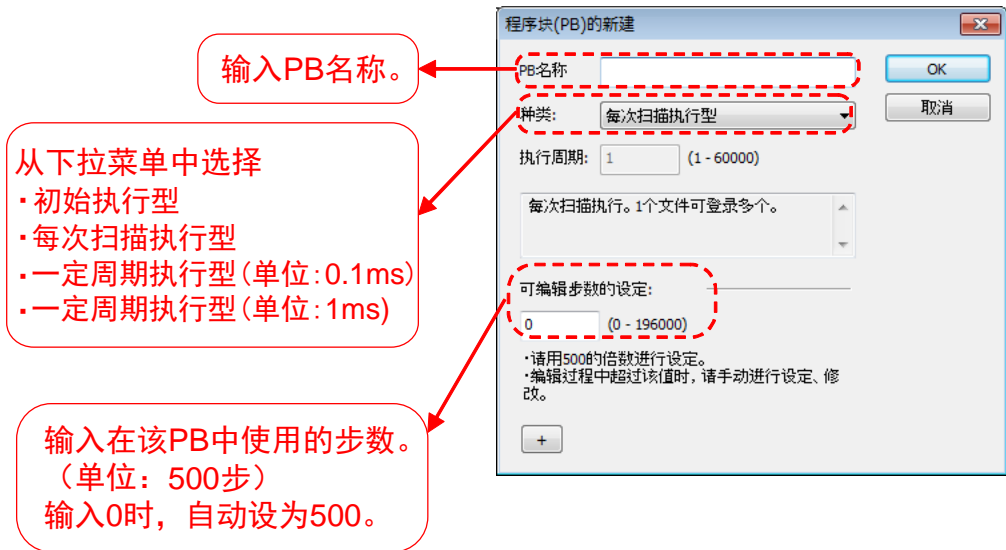 输入PB名称。
从下拉菜单中选择
·初始执行型
·每次扫描执行型
·一定周期执行型(单位:0.1ms)
·一定周期执行型(单位:1ms)
输入在该PB中使用的步数。
(单位:500步)
输入0时,自动设为500。
程序块(PB)的新建
PB名称
OK
种类:
每次扫描执行型
取消
执行周期:
1
(1 - 60000)
每次扫描执行。1个文件可登录多个。
可编辑步数的设定:
0
(0 - 196000)
·请用500的倍数进行设定。
·编辑过程中超过该值时,请手动进行设定、修
改。
+